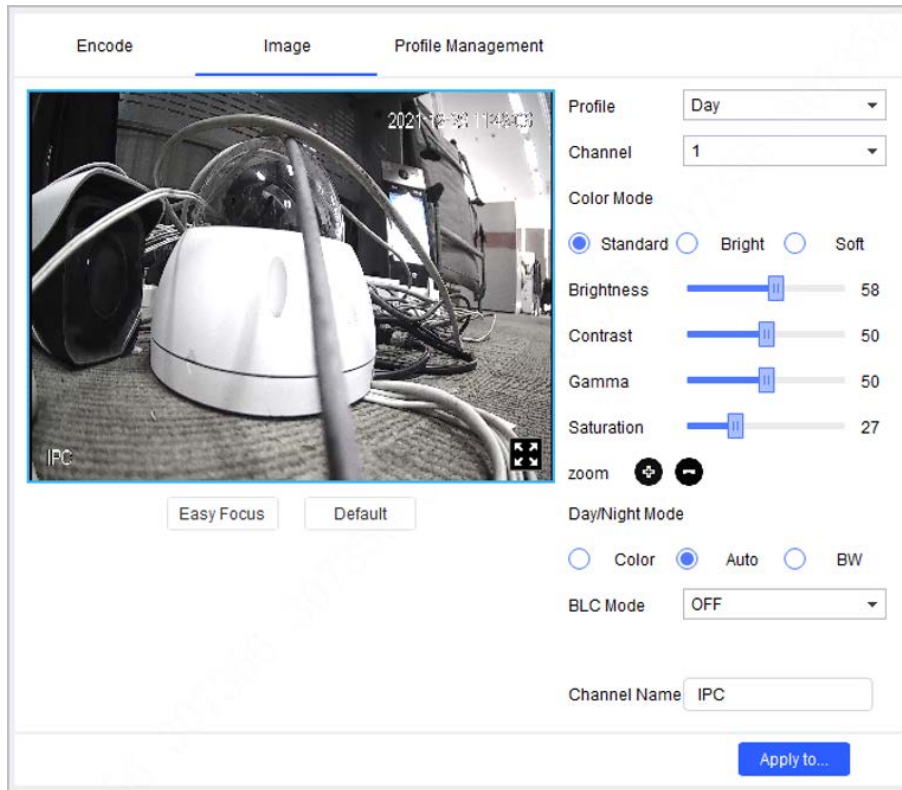 Encode Image Profile Management
Profile Day
Channel 1
Color Mode
Standard Bright Soft
Brightness 58
Contrast 50
Gamma 50
Saturation 27
IPC
zoom
Easy Focus Default
Day/Night Mode
Color Auto BW
BLC Mode OFF
Channel Name IPC
Apply to...